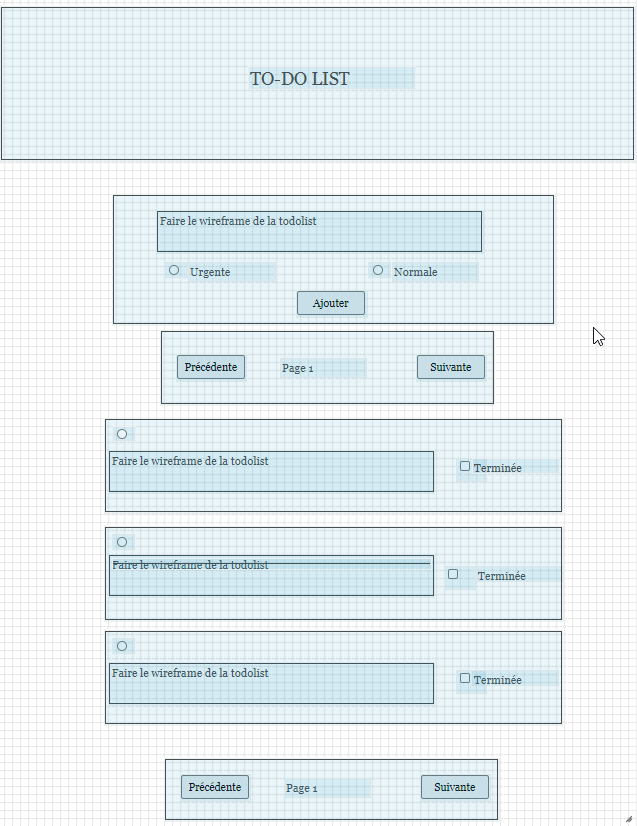 TO-DO LIST
Faire le wireframe de la todolist
Urgente
Normale
Ajouter
Précédente
Page 1
Suivante
Faire le wireframe de la todolist
Terminée
Faire le wireframe de la todolist
Terminée
Faire le wireframe de la todolist
Terminée
Précédente
Page 1
Suivante